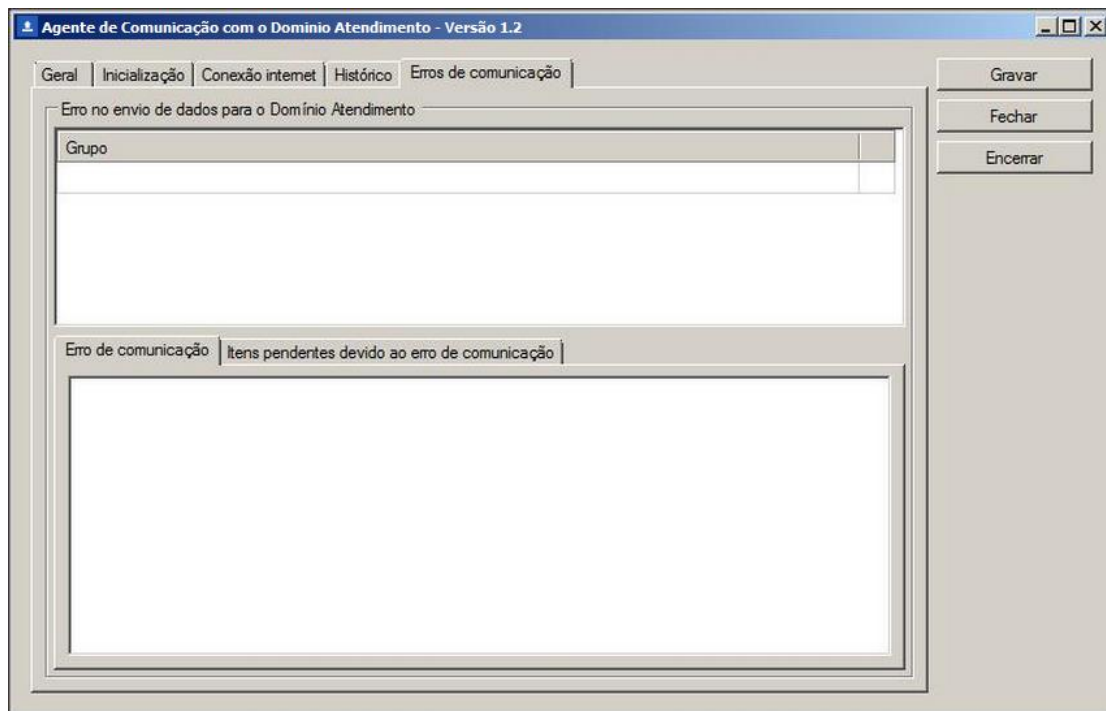 Agente de Comunicação com o Dominio Atendimento - Versão 1.2
Geral Inicialização Conexão internet Histórico Erros de comunicação
Gravar
Fechar
Encerrar
Erro no envio de dados para o Domínio Atendimento
Grupo
Erro de comunicação Itens pendentes devido ao erro de comunicação